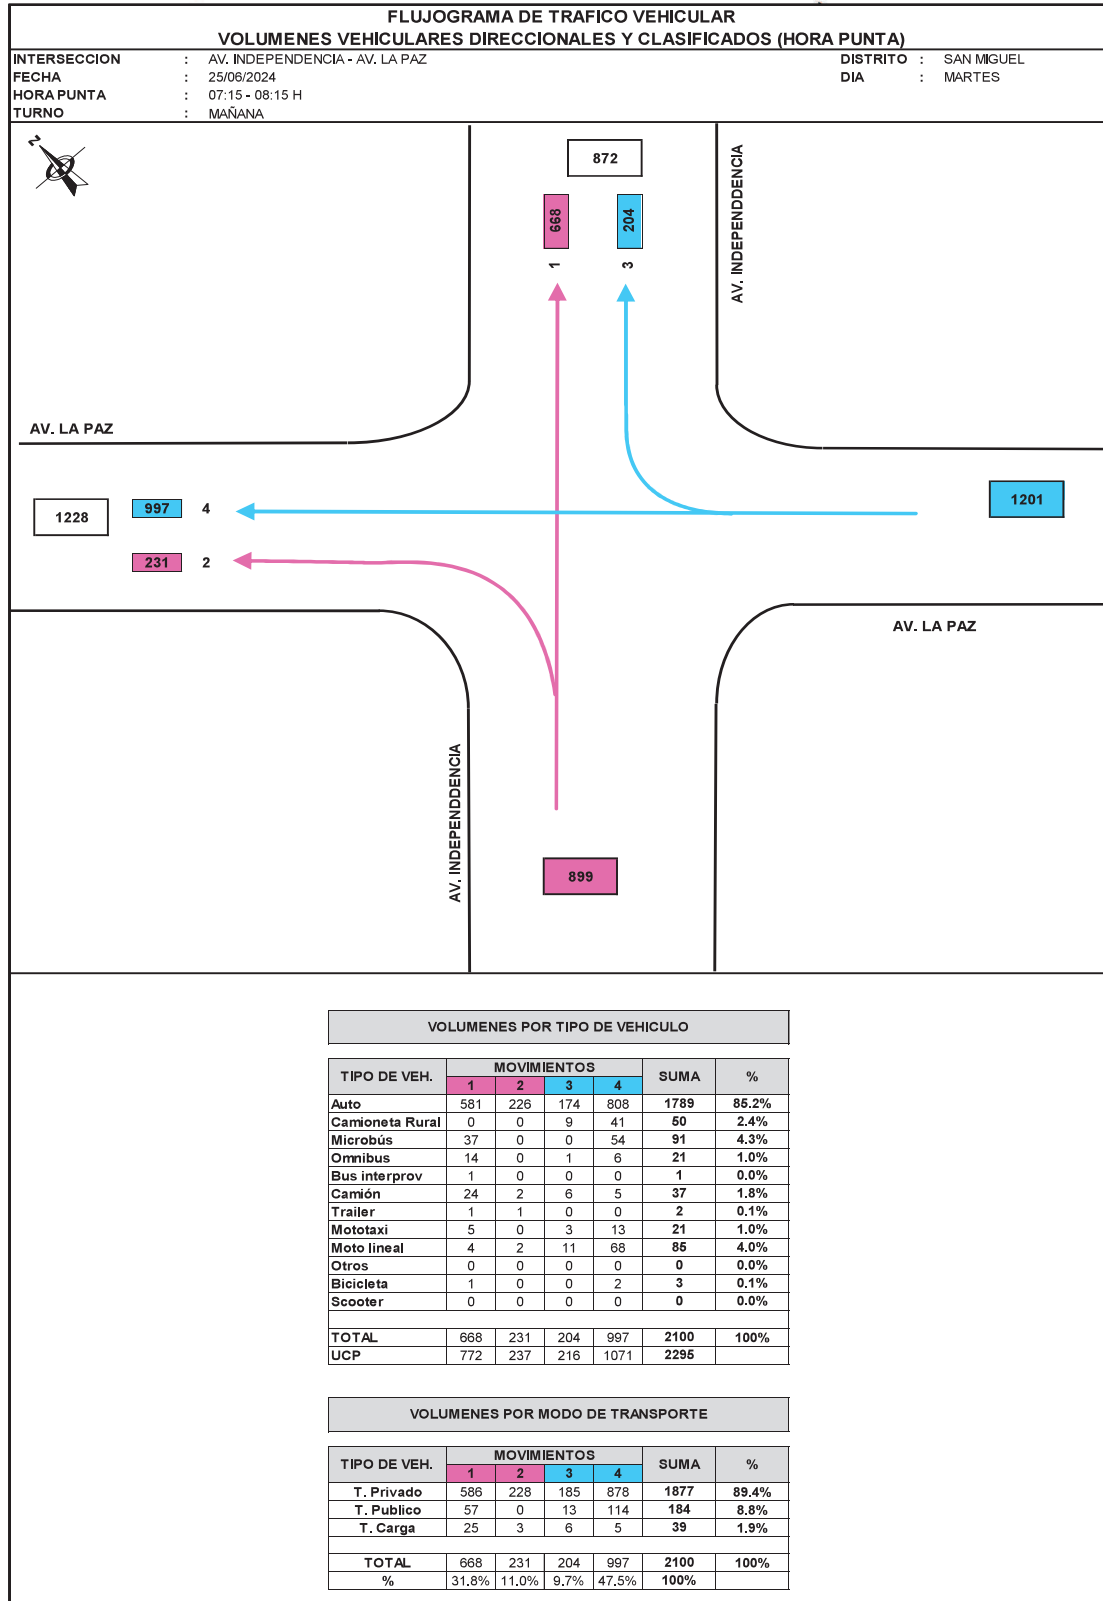 FLUJOGRAMA DE TRAFICO VEHICULAR
VOLUMENES VEHICULARES DIRECCIONALES Y CLASIFICADOS (HORA PUNTA)
INTERSECCION : AV. INDEPENDENCIA - AV. LA PAZ DISTRITO : SAN MIGUEL
FECHA : 25/06/2024 DIA : MARTES
HORA PUNTA : 07:15 - 08:15 H
TURNO : MAÑANA
N
872
668
204
1
3
AV. INDEPENDDENCIA
AV. LA PAZ
1228
997 4
231 2
1201
AV. LA PAZ
AV. INDEPENDDENCIA
899
VOLUMENES POR TIPO DE VEHICULO
TIPO DE VEH. MOVIMIENTOS SUMA %
1 2 3 4
Auto 581 226 174 808 1789 85.2%
Camioneta Rural 0 0 9 41 50 2.4%
Microbús 37 0 0 54 91 4.3%
Omnibus 14 0 1 6 21 1.0%
Bus interprov 1 0 0 0 1 0.0%
Camión 24 2 6 5 37 1.8%
Trailer 1 1 0 0 2 0.1%
Mototaxi 5 0 3 13 21 1.0%
Moto lineal 4 2 11 68 85 4.0%
Otros 0 0 0 0 0 0.0%
Bicicleta 1 0 0 2 3 0.1%
Scooter 0 0 0 0 0 0.0%
TOTAL 668 231 204 997 2100 100%
UCP 772 237 216 1071 2295
VOLUMENES POR MODO DE TRANSPORTE
TIPO DE VEH. MOVIMIENTOS SUMA %
1 2 3 4
T. Privado 586 228 185 878 1877 89.4%
T. Publico 57 0 13 114 184 8.8%
T. Carga 25 3 6 5 39 1.9%
TOTAL 668 231 204 997 2100 100%
% 31.8% 11.0% 9.7% 47.5% 100%